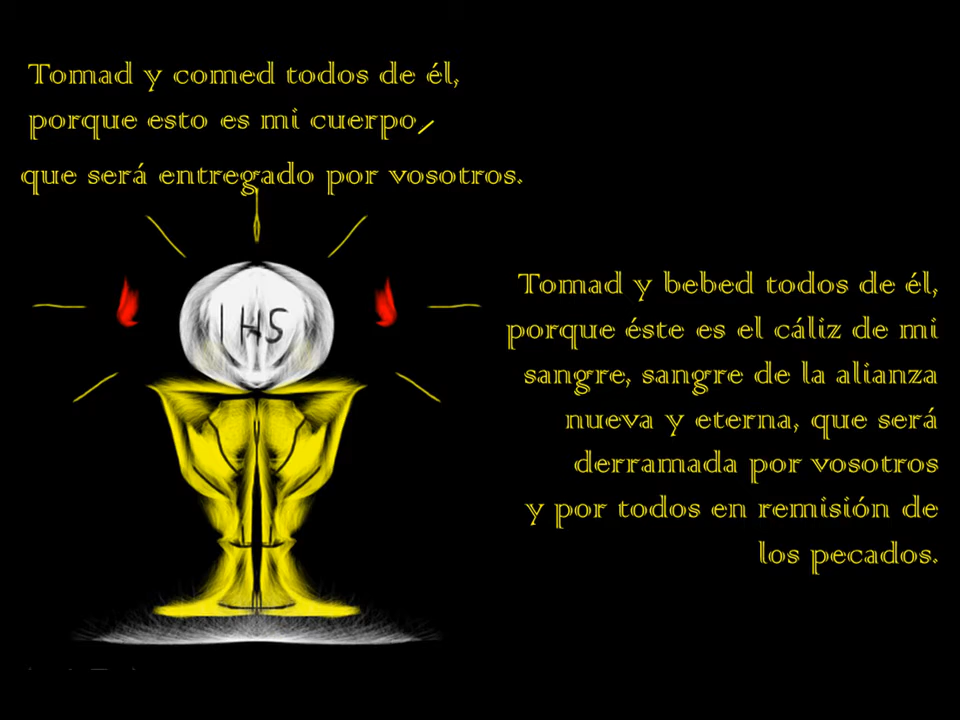 Tomad y comed todos de él,
porque esto es mi cuerpo,
que será entregado por vosotros.
IHS
Tomad y bebed todos de él,
porque éste es el cáliz de mi
sangre, sangre de la alianza
nueva y eterna, que será
derramada por vosotros
y por todos en remisión de
los pecados.